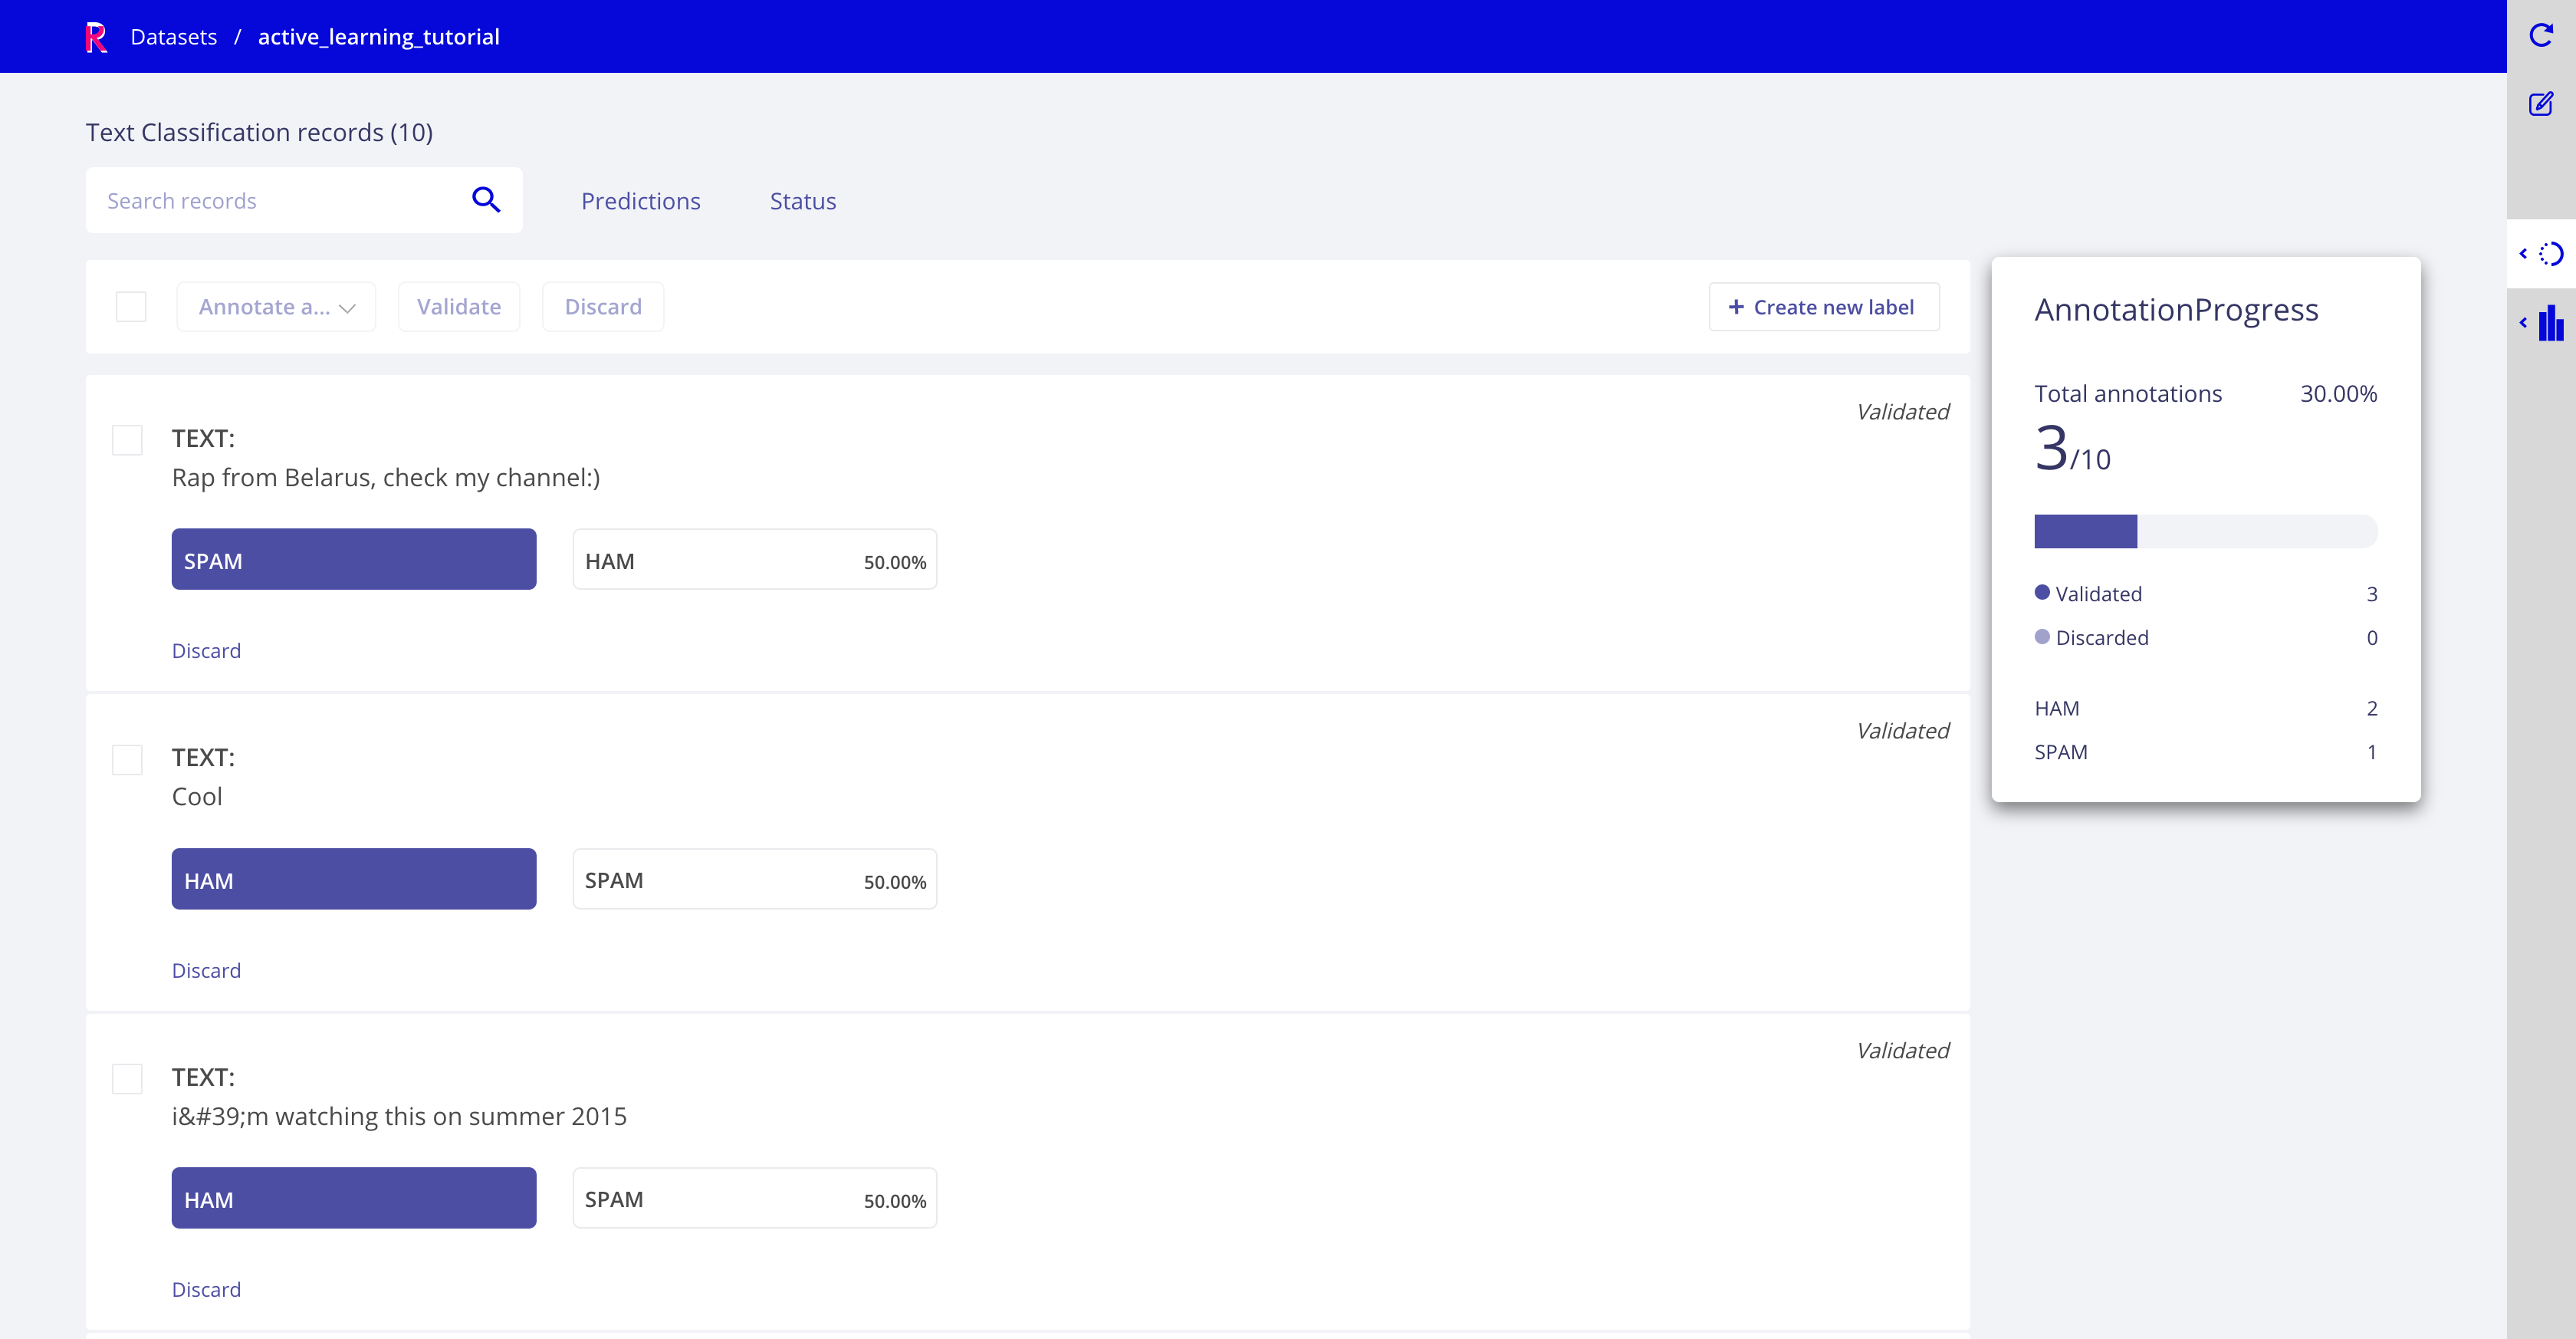 Datasets / active_learning_tutorial
Text Classification records (10)
Search records
Predictions
Status
Annotate a...
Validate
Discard
+ Create new label
Validated
TEXT:
Rap from Belarus, check my channel:)
SPAM
HAM 50.00%
Discard
Validated
TEXT:
Cool
HAM
SPAM 50.00%
Discard
Validated
TEXT:
i&#39;m watching this on summer 2015
HAM
SPAM 50.00%
Discard
AnnotationProgress
Total annotations 30.00%
3/10
Validated 3
Discarded 0
HAM 2
SPAM 1